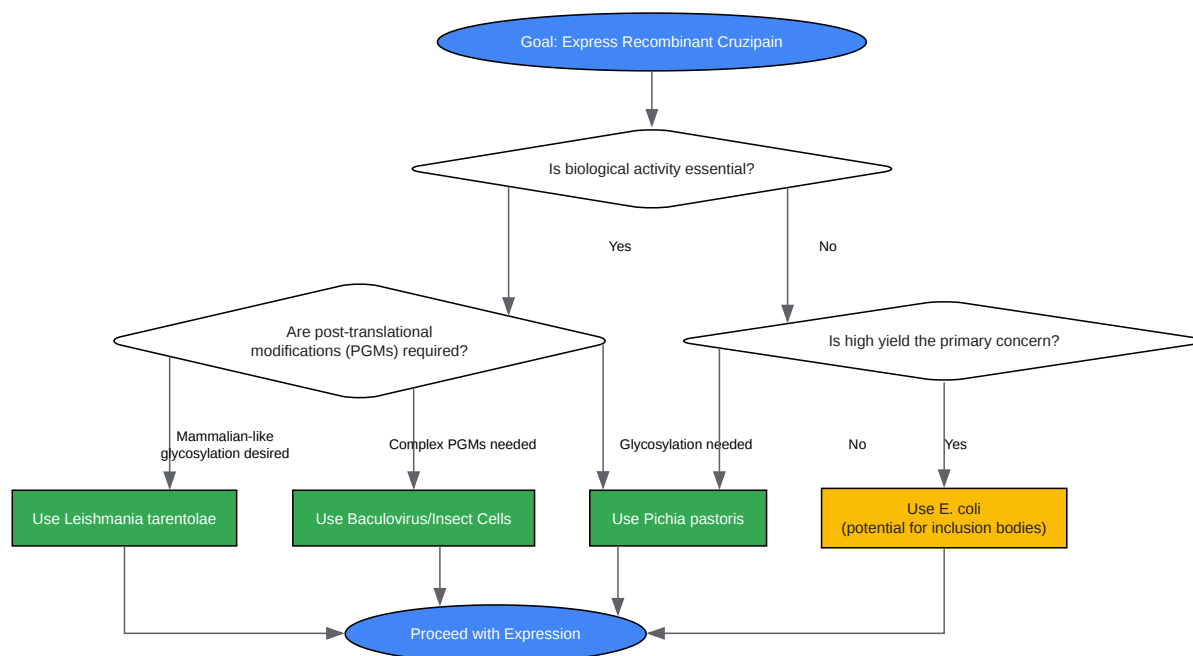 Goal: Express Recombinant Cruzipain
Is biological activity essential?
Yes
No
Are post-translational
modifications (PGMs) required?
Is high yield the primary concern?
Mammalian-like
glycosylation desired
Complex PGMs needed
Glycosylation needed
No
Yes
Use Leishmania tarentolae
Use Baculovirus/Insect Cells
Use Pichia pastoris
Use E. coli
(potential for inclusion bodies)
Proceed with Expression